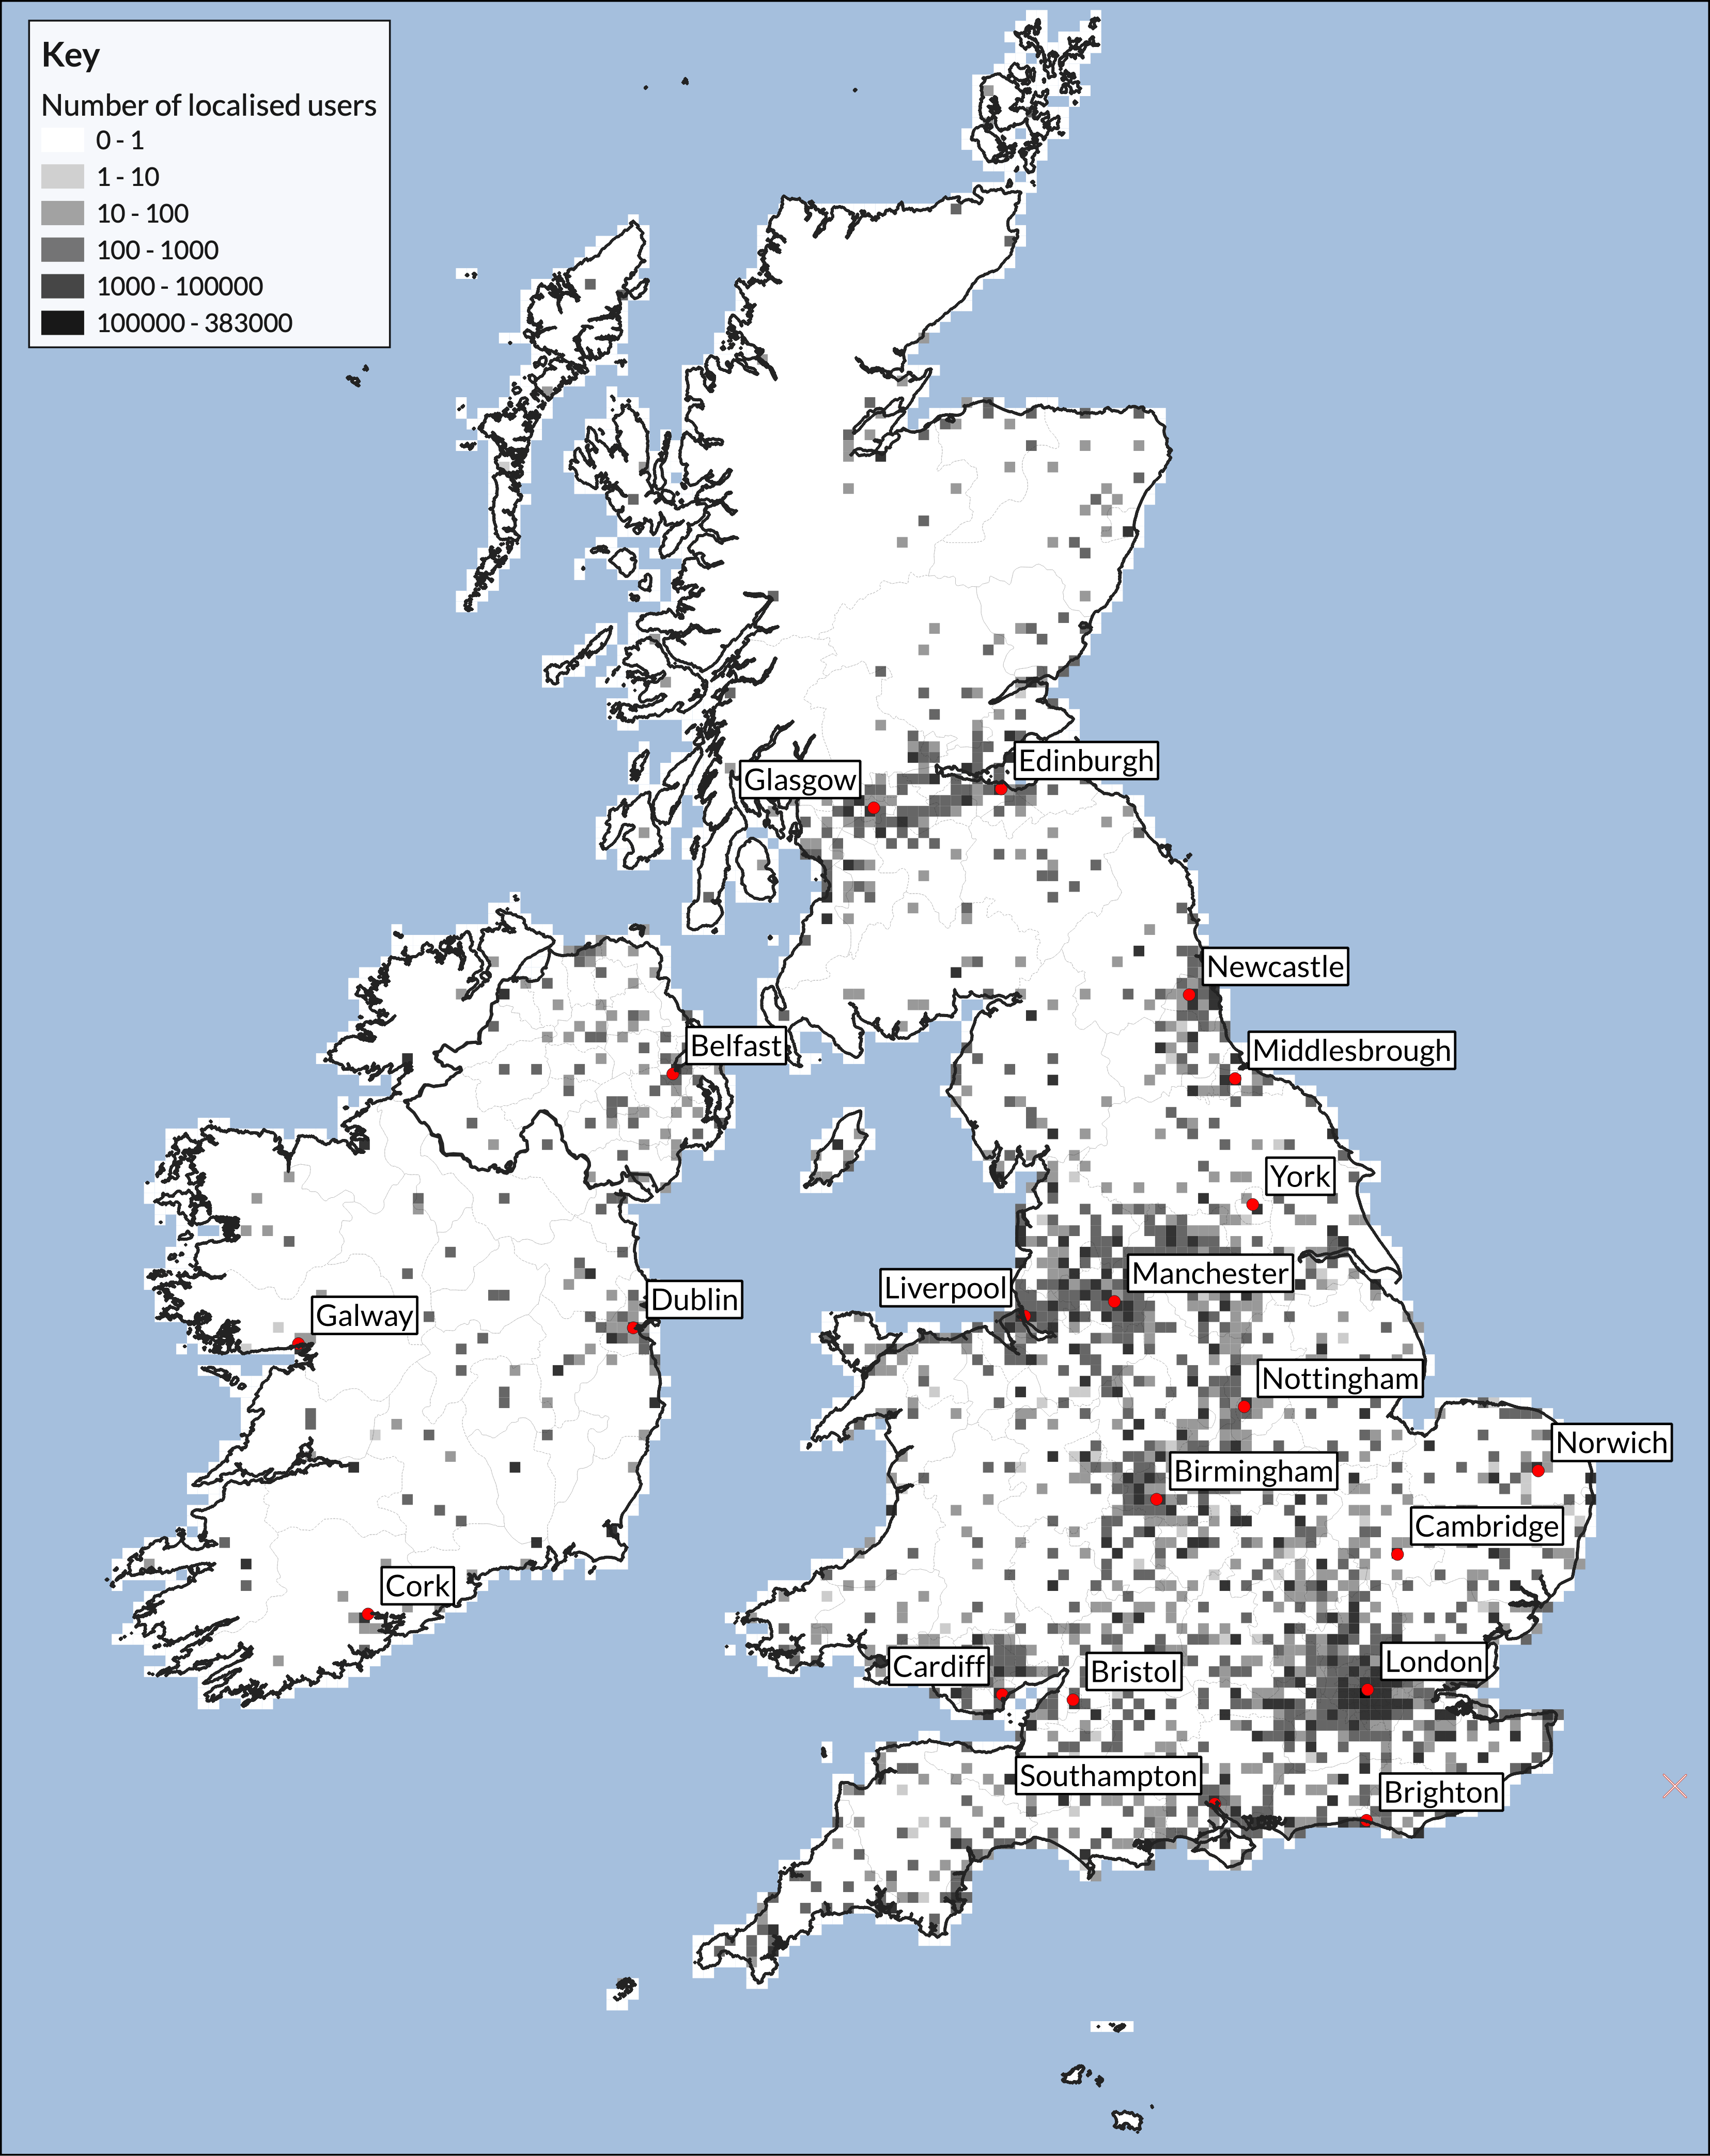 Key
Number of localised users
0 - 1
1 - 10
10 - 100
100 - 1000
1000 - 100000
100000 - 383000
Edinburgh
Glasgow
Newcastle
Belfast
Middlesbrough
York
Manchester
Liverpool
Dublin
Galway
Nottingham
Norwich
Birmingham
Cambridge
Cork
London
Cardiff
Bristol
Southampton
Brighton